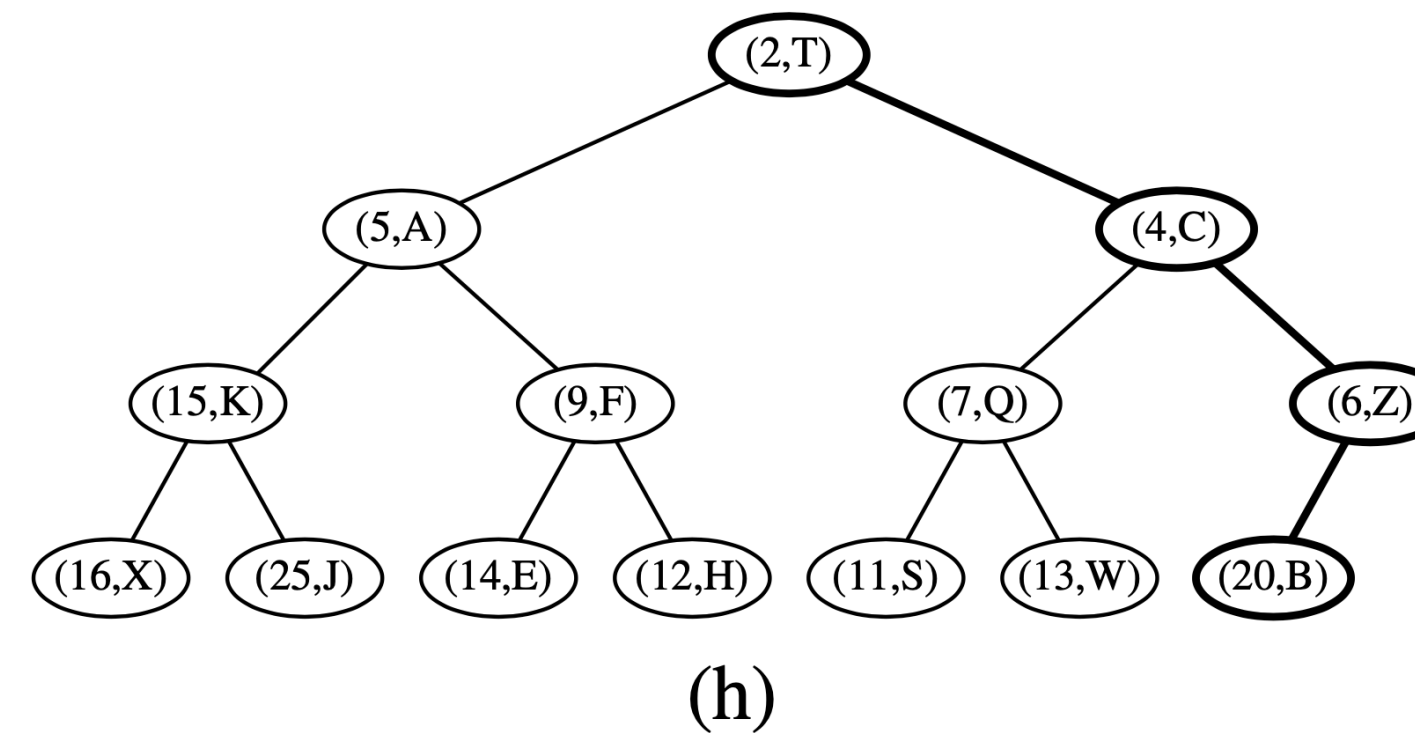 (2,T)
(5,A) (4,C)
(15,K) (9,F) (7,Q) (6,Z)
(16,X) (25,J) (14,E) (12,H) (11,S) (13,W) (20,B)
(h)